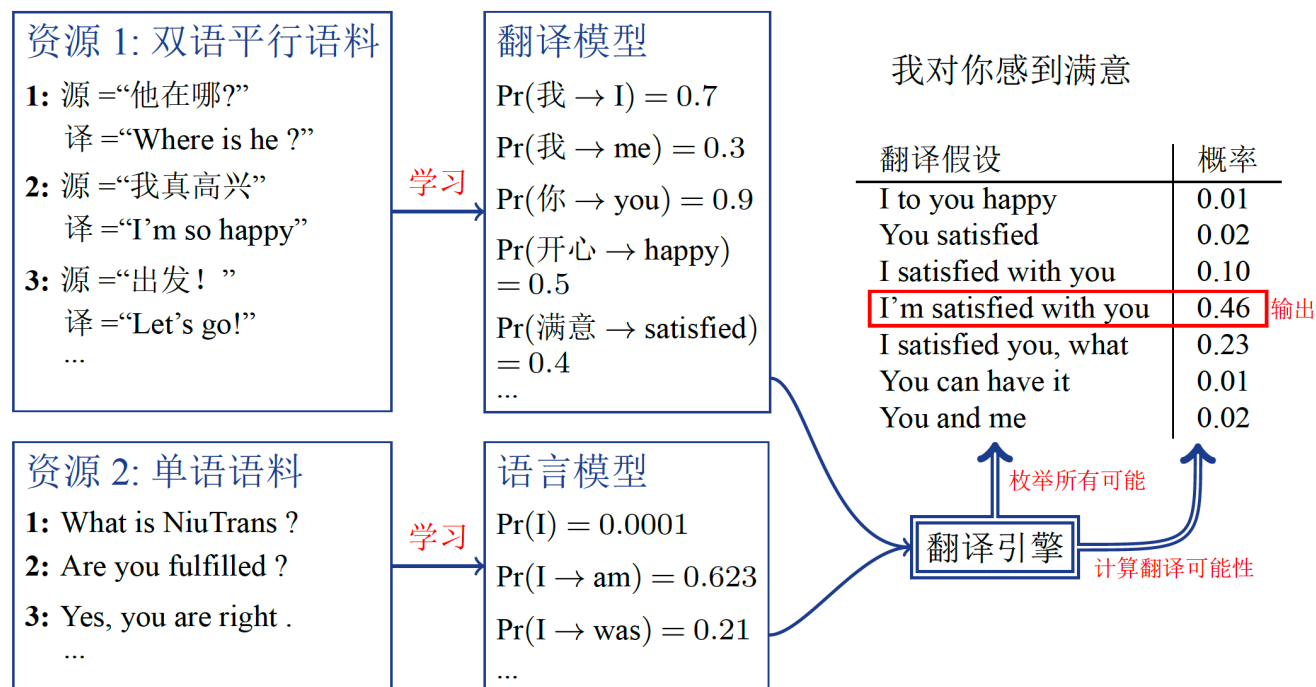 资源 1: 双语平行语料
1: 源 =“他在哪?”
译 =“Where is he ?”
2: 源 =“我真高兴”
译 =“I’m so happy”
3: 源 =“出发！”
译 =“Let’s go!”
...
学习
翻译模型
Pr(我 → I) = 0.7
Pr(我 → me) = 0.3
Pr(你 → you) = 0.9
Pr(开心 → happy)
= 0.5
Pr(满意 → satisfied)
= 0.4
...
资源 2: 单语语料
1: What is NiuTrans ?
2: Are you fulfilled ?
3: Yes, you are right .
...
学习
语言模型
Pr(I) = 0.0001
Pr(I → am) = 0.623
Pr(I → was) = 0.21
...
我对你感到满意
翻译假设 概率
I to you happy 0.01
You satisfied 0.02
I satisfied with you 0.10
I’m satisfied with you 0.46 输出
I satisfied you, what 0.23
You can have it 0.01
You and me 0.02
枚举所有可能
翻译引擎
计算翻译可能性